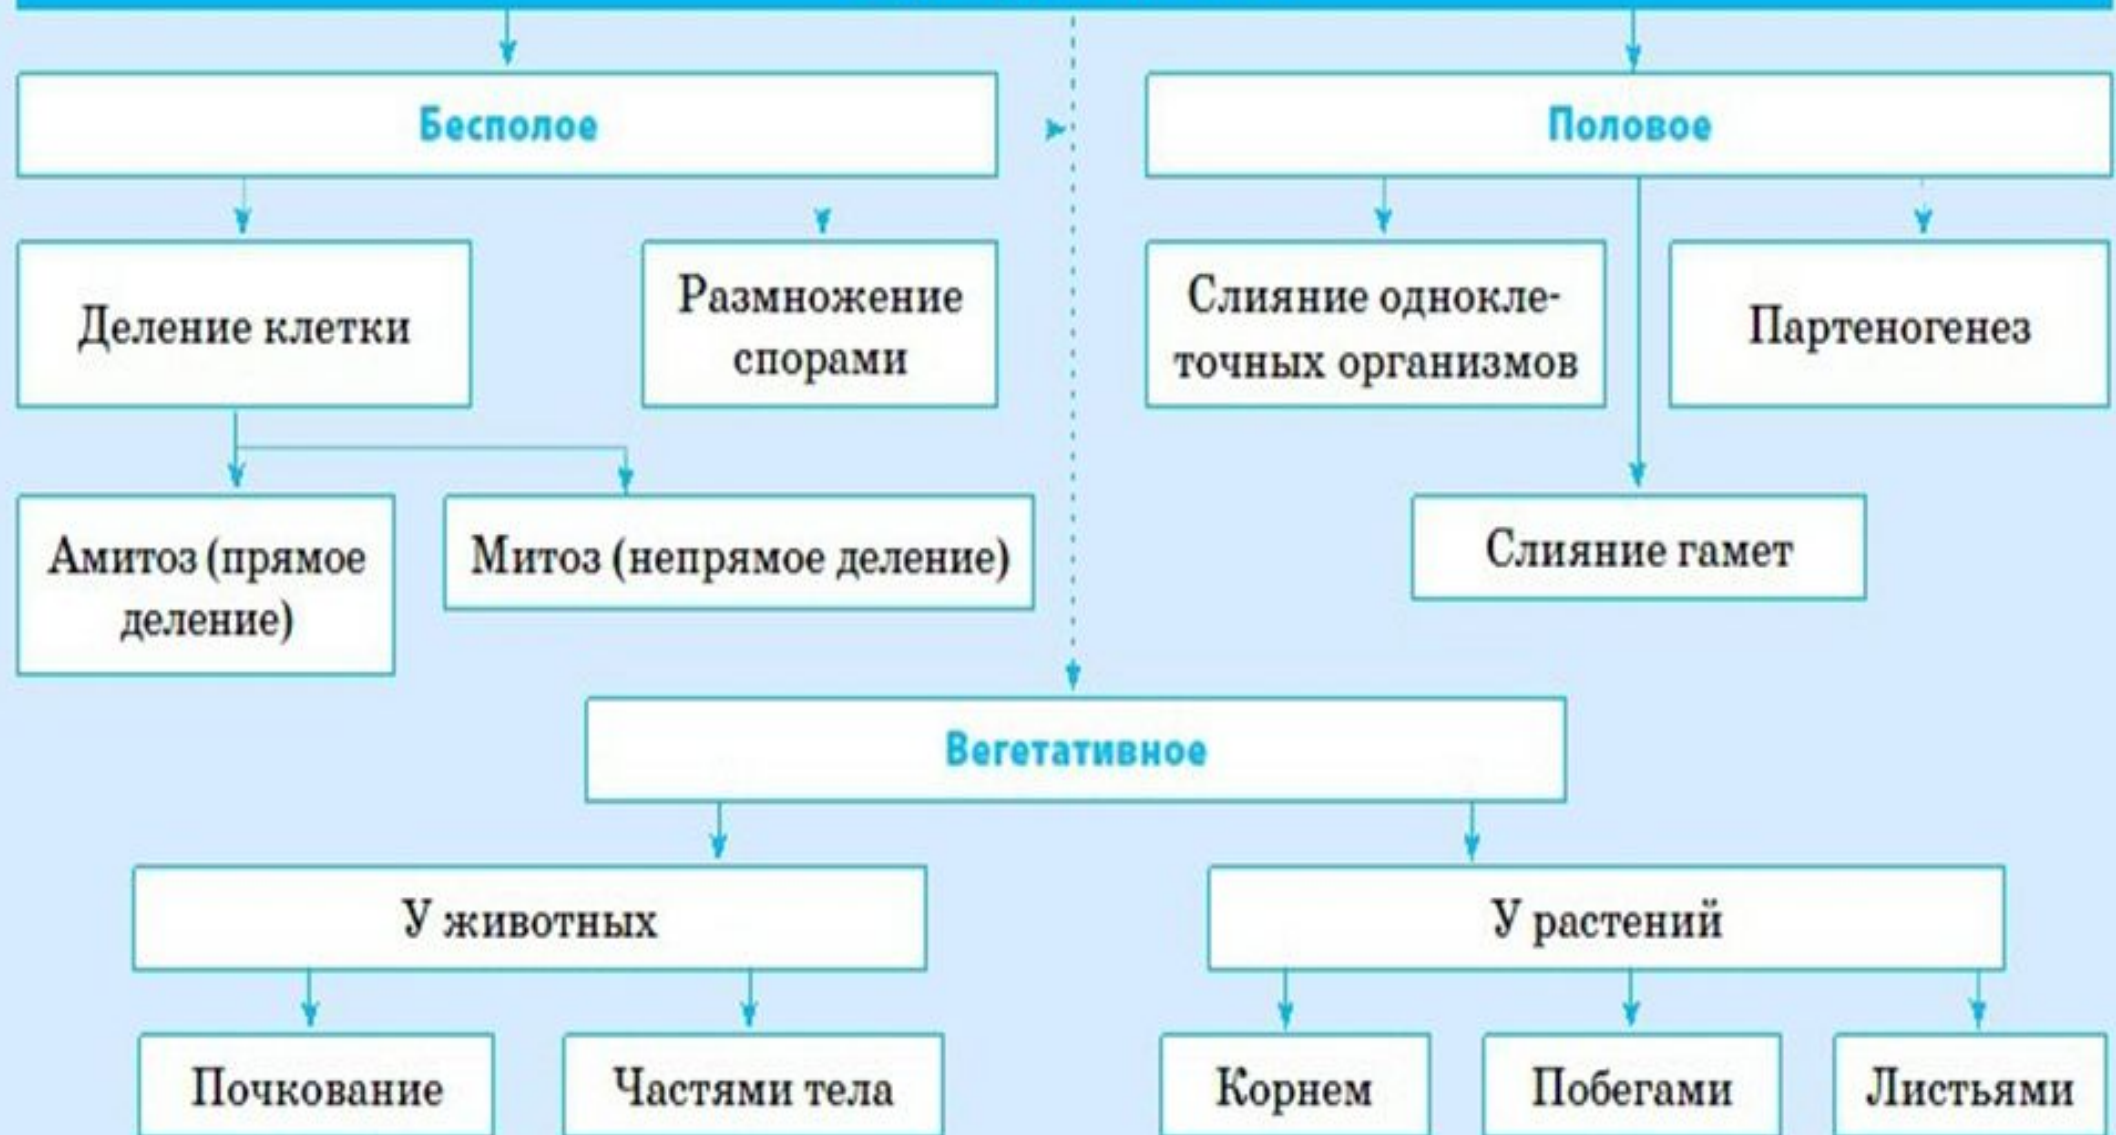 Бесполое
Половое
Деление клетки
Размножение
спорами
Слияние однокле-
точных организмов
Партеногенез
Амитоз (прямое
деление)
Митоз (непрямое деление)
Слияние гамет
Вегетативное
У животных
У растений
Почкование
Частями тела
Корнем
Побегами
Листьями